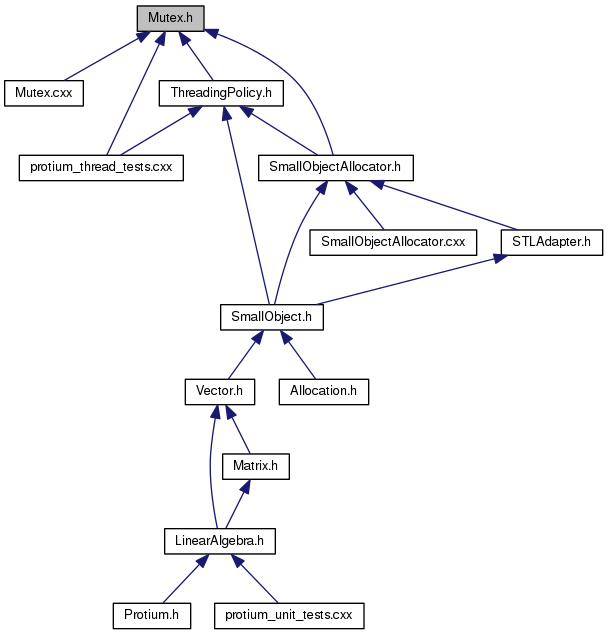 Mutex.h
Mutex.cxx
ThreadingPolicy.h
protium_thread_tests.cxx
SmallObjectAllocator.h
SmallObjectAllocator.cxx
STLAdapter.h
SmallObject.h
Vector.h
Allocation.h
Matrix.h
LinearAlgebra.h
Protium.h
protium_unit_tests.cxx